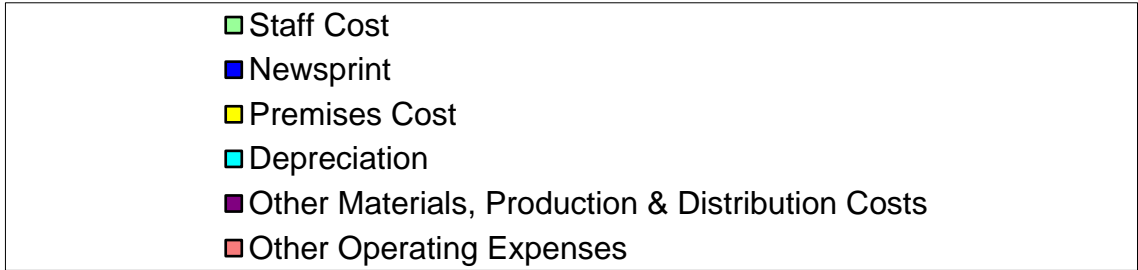 Staff Cost
Newsprint
Premises Cost
Depreciation
Other Materials, Production & Distribution Costs
Other Operating Expenses